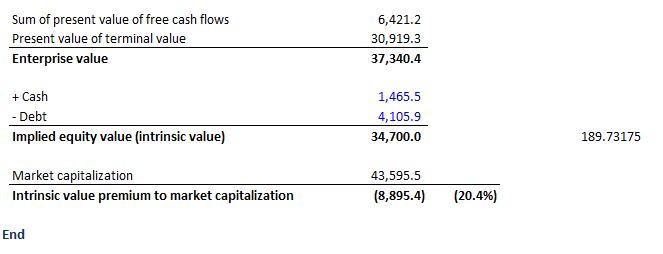 Sum of present value of free cash flows 6,421.2
Present value of terminal value 30,919.3
Enterprise value 37,340.4
+ Cash 1,465.5
- Debt 4,105.9
Implied equity value (intrinsic value) 34,700.0 189.73175
Market capitalization 43,595.5
Intrinsic value premium to market capitalization (8,895.4) (20.4%)
End